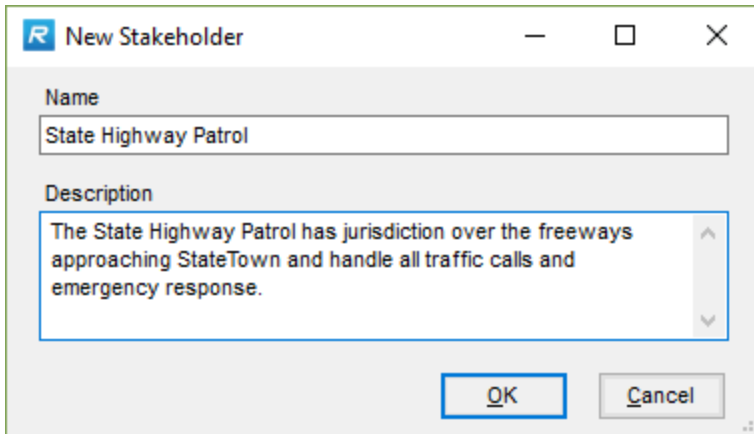 R New Stakeholder
Name
State Highway Patrol
Description
The State Highway Patrol has jurisdiction over the freeways
approaching StateTown and handle all traffic calls and
emergency response.
OK Cancel